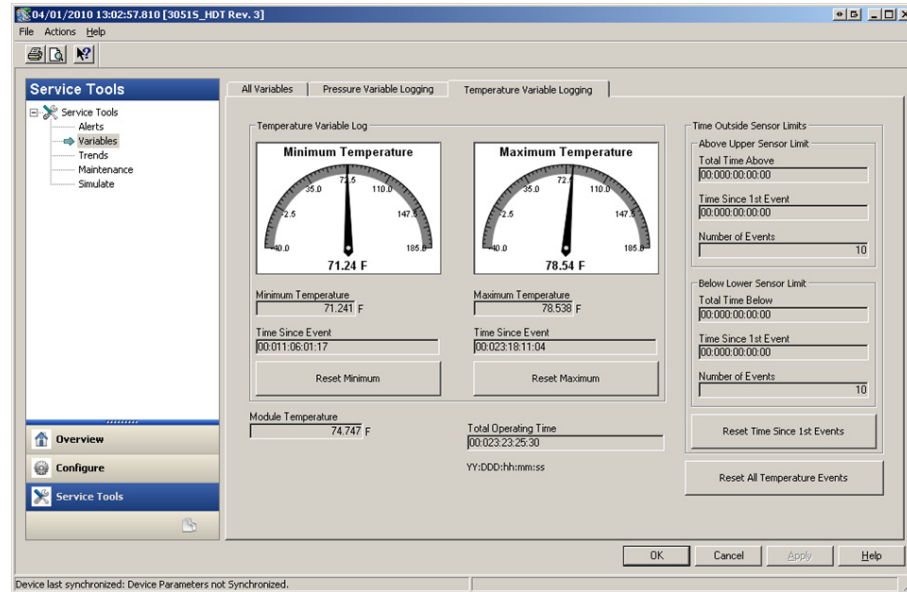 04/01/2010 13:02:57.810 [3051S_HDT Rev. 3]
File Actions Help
Service Tools
Service Tools
Alerts
Variables
Trends
Maintenance
Simulate
Overview
Configure
Service Tools
All Variables
Pressure Variable Logging
Temperature Variable Logging
Temperature Variable Log
Minimum Temperature
35.0 72.5 110.0
-2.5 147.5
-40.0 185.0
71.24 F
Minimum Temperature
71.241 F
Time Since Event
00:011:06:01:17
Reset Minimum
Maximum Temperature
35.0 72.5 110.0
-2.5 147.5
-40.0 185.0
78.54 F
Maximum Temperature
78.538 F
Time Since Event
00:023:18:11:04
Reset Maximum
Module Temperature
74.747 F
Total Operating Time
00:023:23:25:30
YY:DDD:hh:mm:ss
Time Outside Sensor Limits
Above Upper Sensor Limit
Total Time Above
00:000:00:00:00
Time Since 1st Event
00:000:00:00:00
Number of Events
10
Below Lower Sensor Limit
Total Time Below
00:000:00:00:00
Time Since 1st Event
00:000:00:00:00
Number of Events
10
Reset Time Since 1st Events
Reset All Temperature Events
OK
Cancel
Apply
Help
Device last synchronized: Device Parameters not Synchronized.